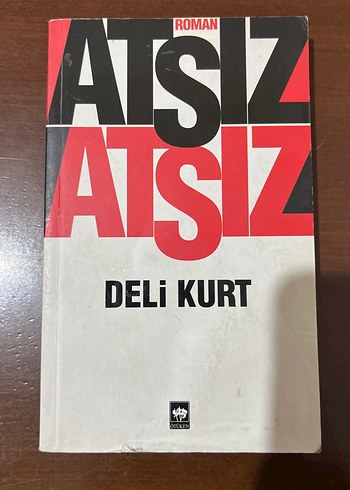 ROMAN
ATSIZ
ATSIZ
DELi KURT
ÖTÜKEN